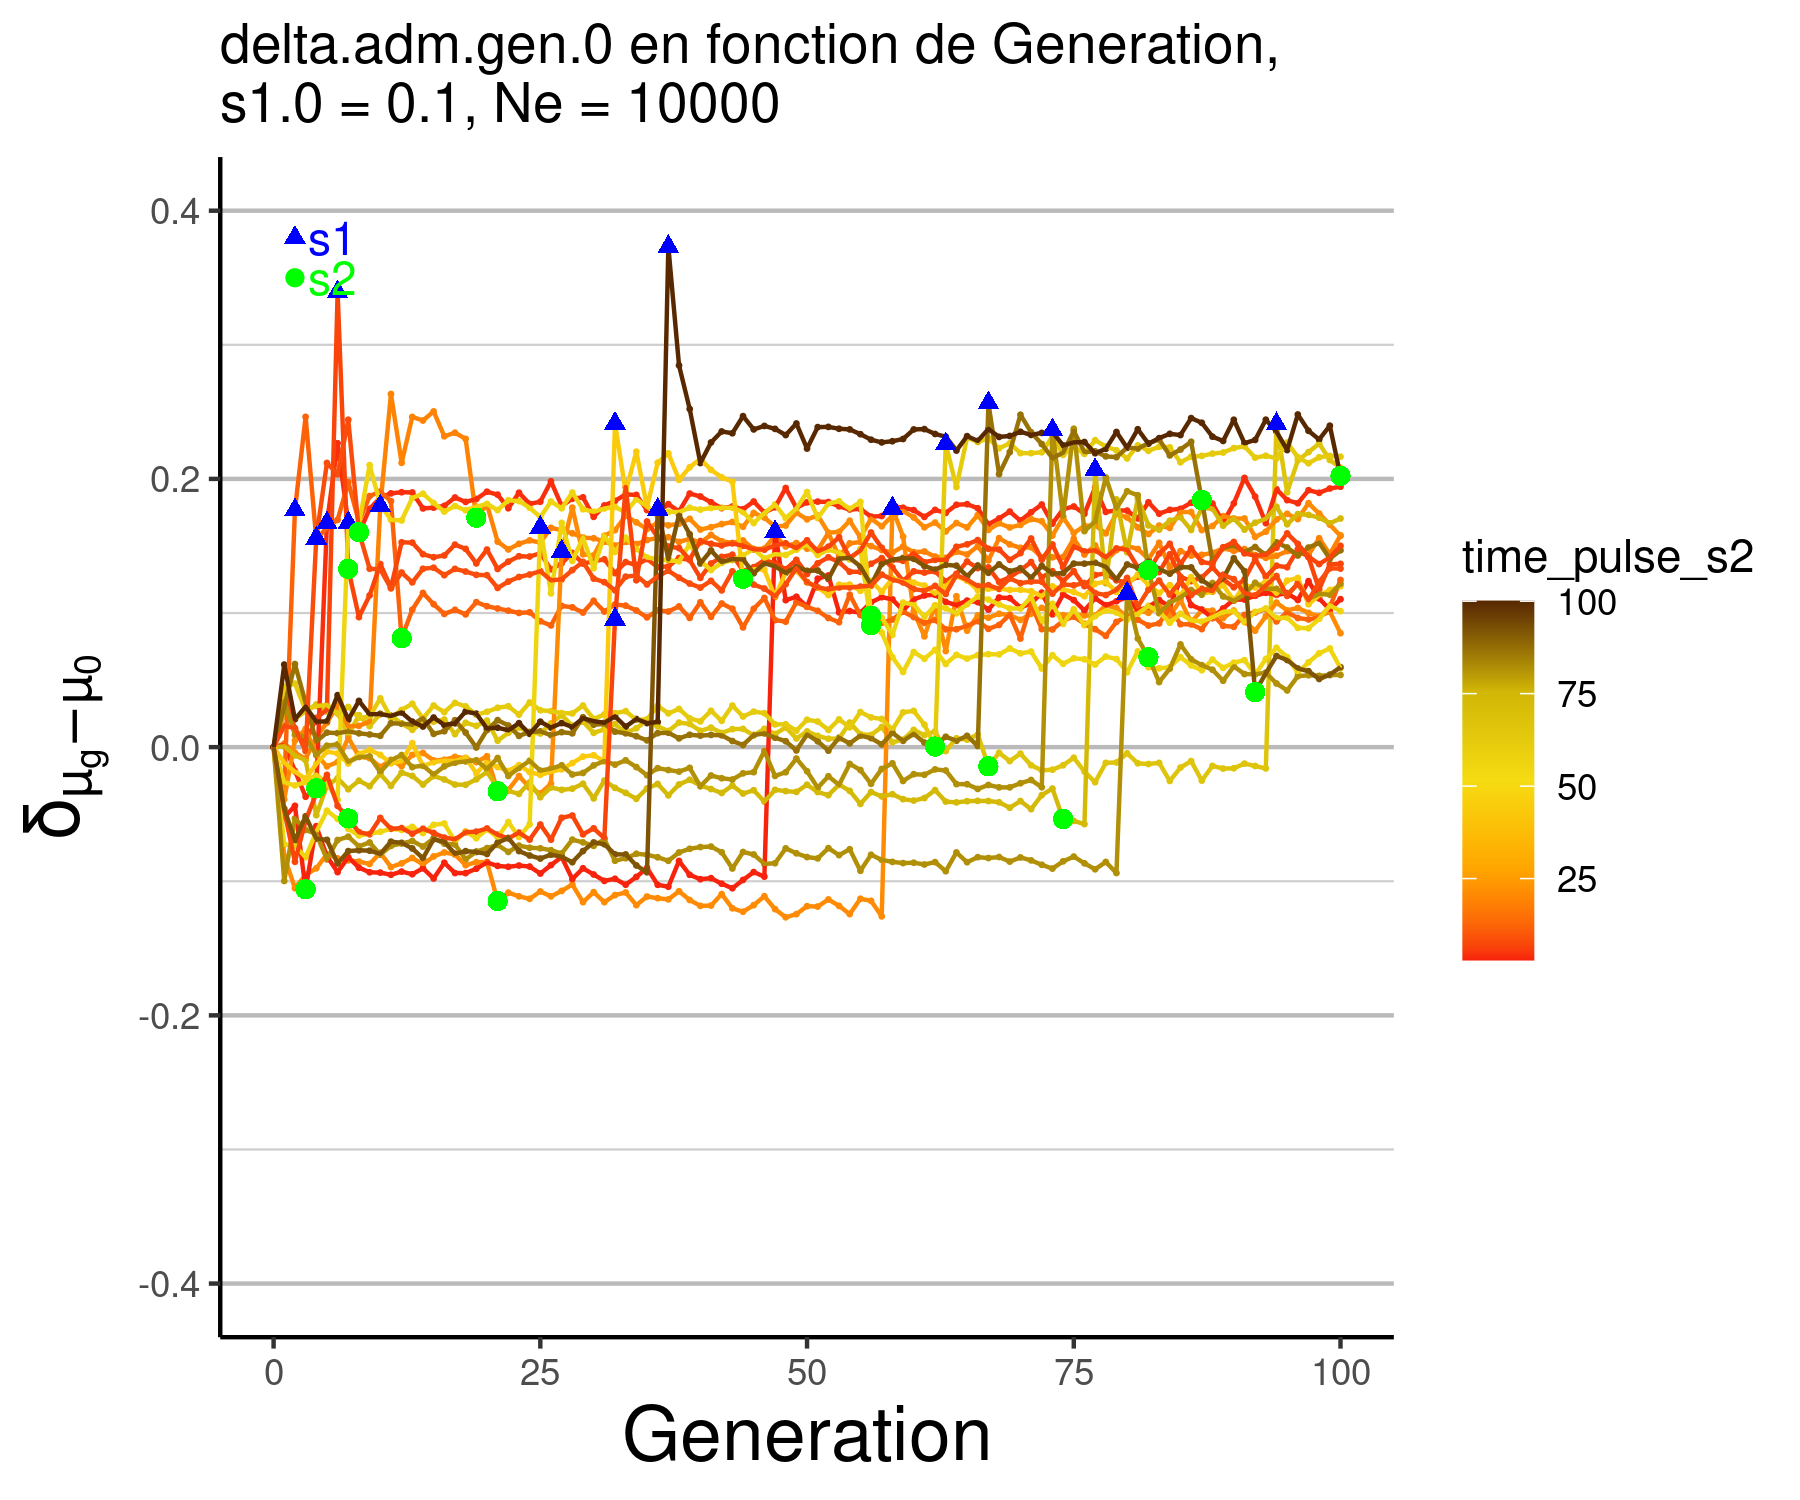 delta.adm.gen.0 en fonction de Generation,
s1.0 = 0.1, Ne = 10000
0.4
0.2
0.0
-0.2
-0.4
s1
s2
δμg−μ0
0
25
50
75
100
Generation
time_pulse_s2
100
75
50
25